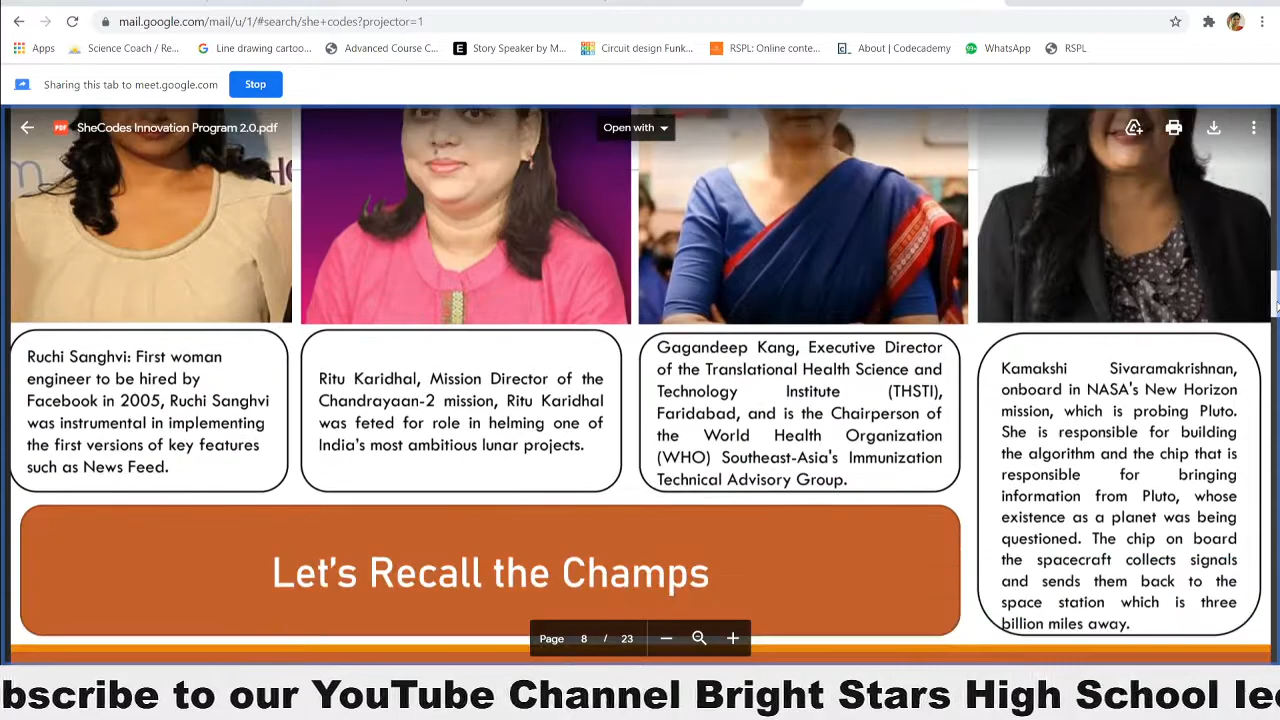 mail.google.com/mail/u/1/#search/she+codes?projector=1
Apps
Science Coach / Re...
Line drawing cartoo...
Advanced Course C...
Story Speaker by M...
Circuit design Funk...
RSPL: Online conte...
About | Codecademy
99+
WhatsApp
RSPL
Sharing this tab to meet.google.com
Stop
PDF
SheCodes Innovation Program 2.0.pdf
Open with
Ruchi Sanghvi: First woman
engineer to be hired by
Facebook in 2005, Ruchi Sanghvi
was instrumental in implementing
the first versions of key features
such as News Feed.
Ritu Karidhal, Mission Director of the
Chandrayaan-2 mission, Ritu Karidhal
was feted for role in helming one of
India's most ambitious lunar projects.
Gagandeep Kang, Executive Director
of the Translational Health Science and
Technology Institute (THSTI),
Faridabad, and is the Chairperson of
the World Health Organization
(WHO) Southeast-Asia's Immunization
Technical Advisory Group.
Kamakshi Sivaramakrishnan,
onboard in NASA's New Horizon
mission, which is probing Pluto.
She is responsible for building
the algorithm and the chip that is
responsible for bringing
information from Pluto, whose
existence as a planet was being
questioned. The chip on board
the spacecraft collects signals
and sends them back to the
space station which is three
billion miles away.
Let's Recall the Champs
Page 8 / 23
bscribe to our YouTube Channel Bright Stars High School